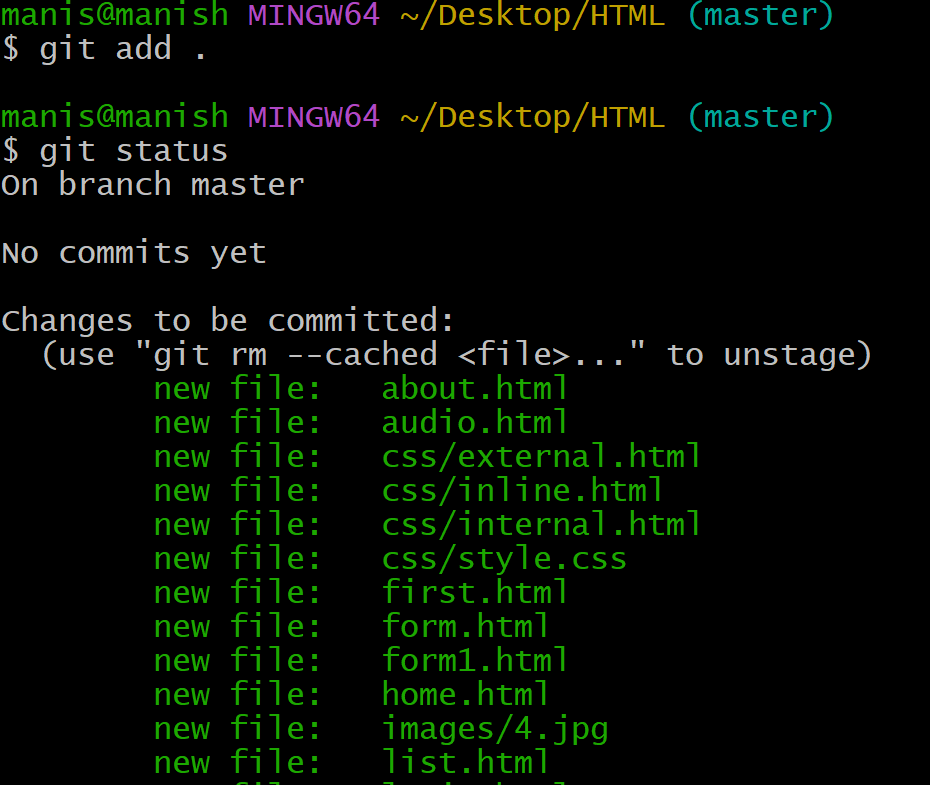 manis@manish MINGW64 ~/Desktop/HTML (master)
$ git add .
manis@manish MINGW64 ~/Desktop/HTML (master)
$ git status
On branch master
No commits yet
Changes to be committed:
(use "git rm --cached <file>..." to unstage)
new file: about.html
new file: audio.html
new file: css/external.html
new file: css/inline.html
new file: css/internal.html
new file: css/style.css
new file: first.html
new file: form.html
new file: form1.html
new file: home.html
new file: images/4.jpg
new file: list.html